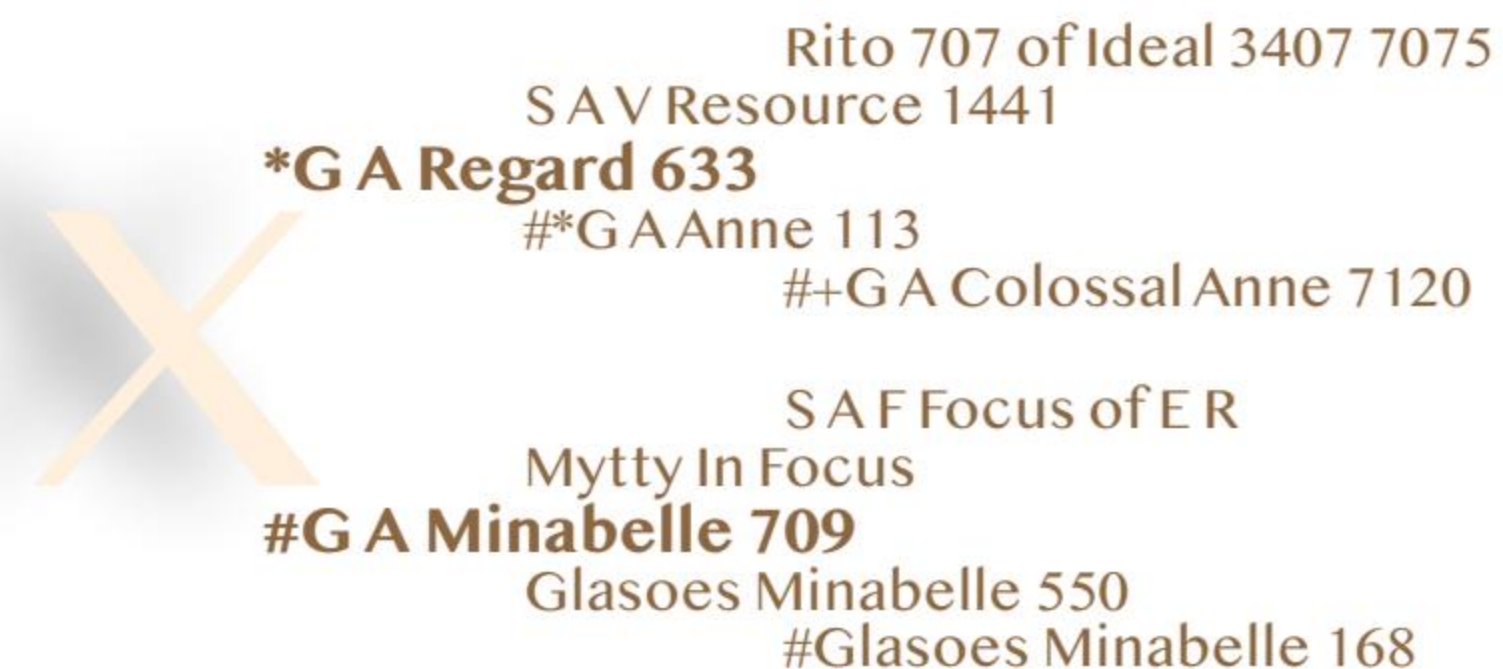 Rito 707 of Ideal 3407 7075
S A V Resource 1441
*G A Regard 633
#*G A Anne 113
#+G A Colossal Anne 7120
X
S A F Focus of E R
Mytty In Focus
#G A Minabelle 709
Glasoes Minabelle 550
#Glasoes Minabelle 168